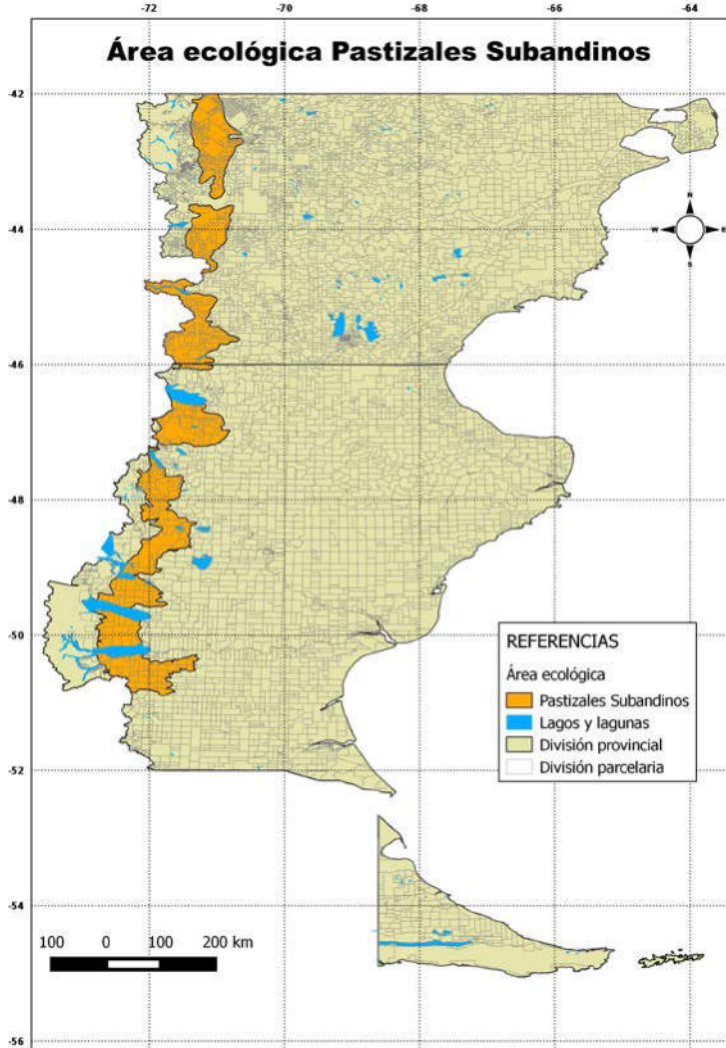 -72 -70 -68 -66 -64
Área ecológica Pastizales Subandinos
-42
-44
N
W E
S
-46
-48
-50
REFERENCIAS
Área ecológica
Pastizales Subandinos
Lagos y lagunas
División provincial
División parcelaria
-52
-54
100 0 100 200 km
-56